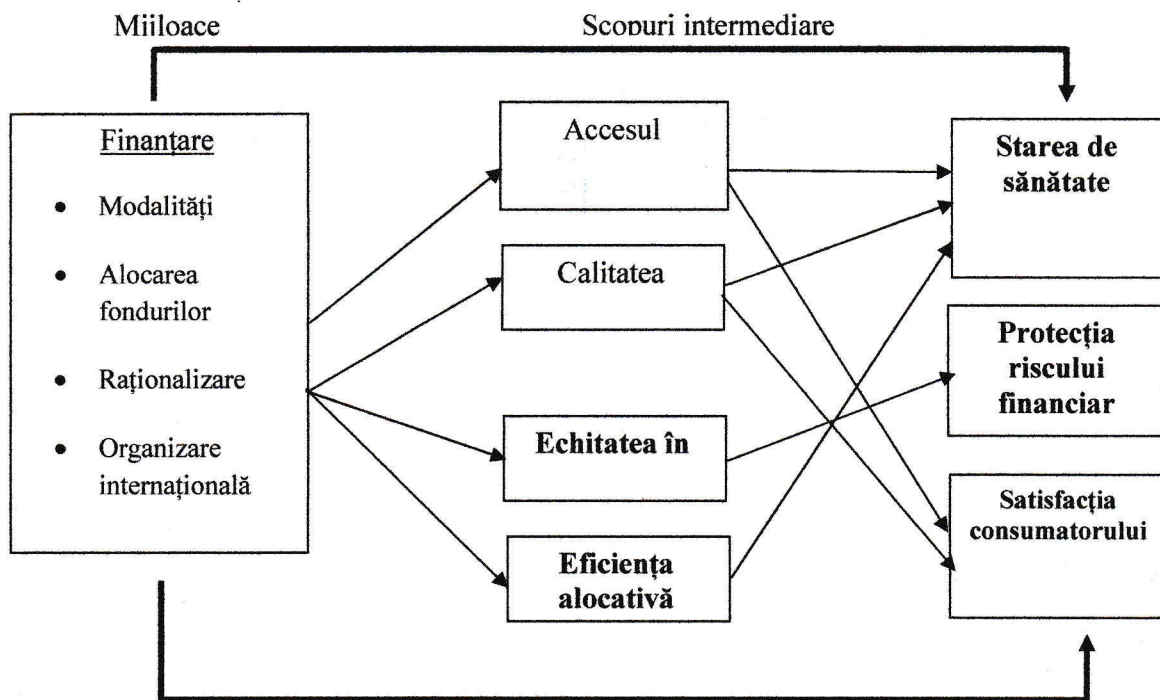 Mijloace
Scopuri intermediare
Finanțare
• Modalități
• Alocarea
fondurilor
• Raționalizare
• Organizare
internațională
Accesul
Calitatea
Echitatea în
Eficiența
alocativă
Starea de
sănătate
Protecția
riscului
financiar
Satisfacția
consumatorului